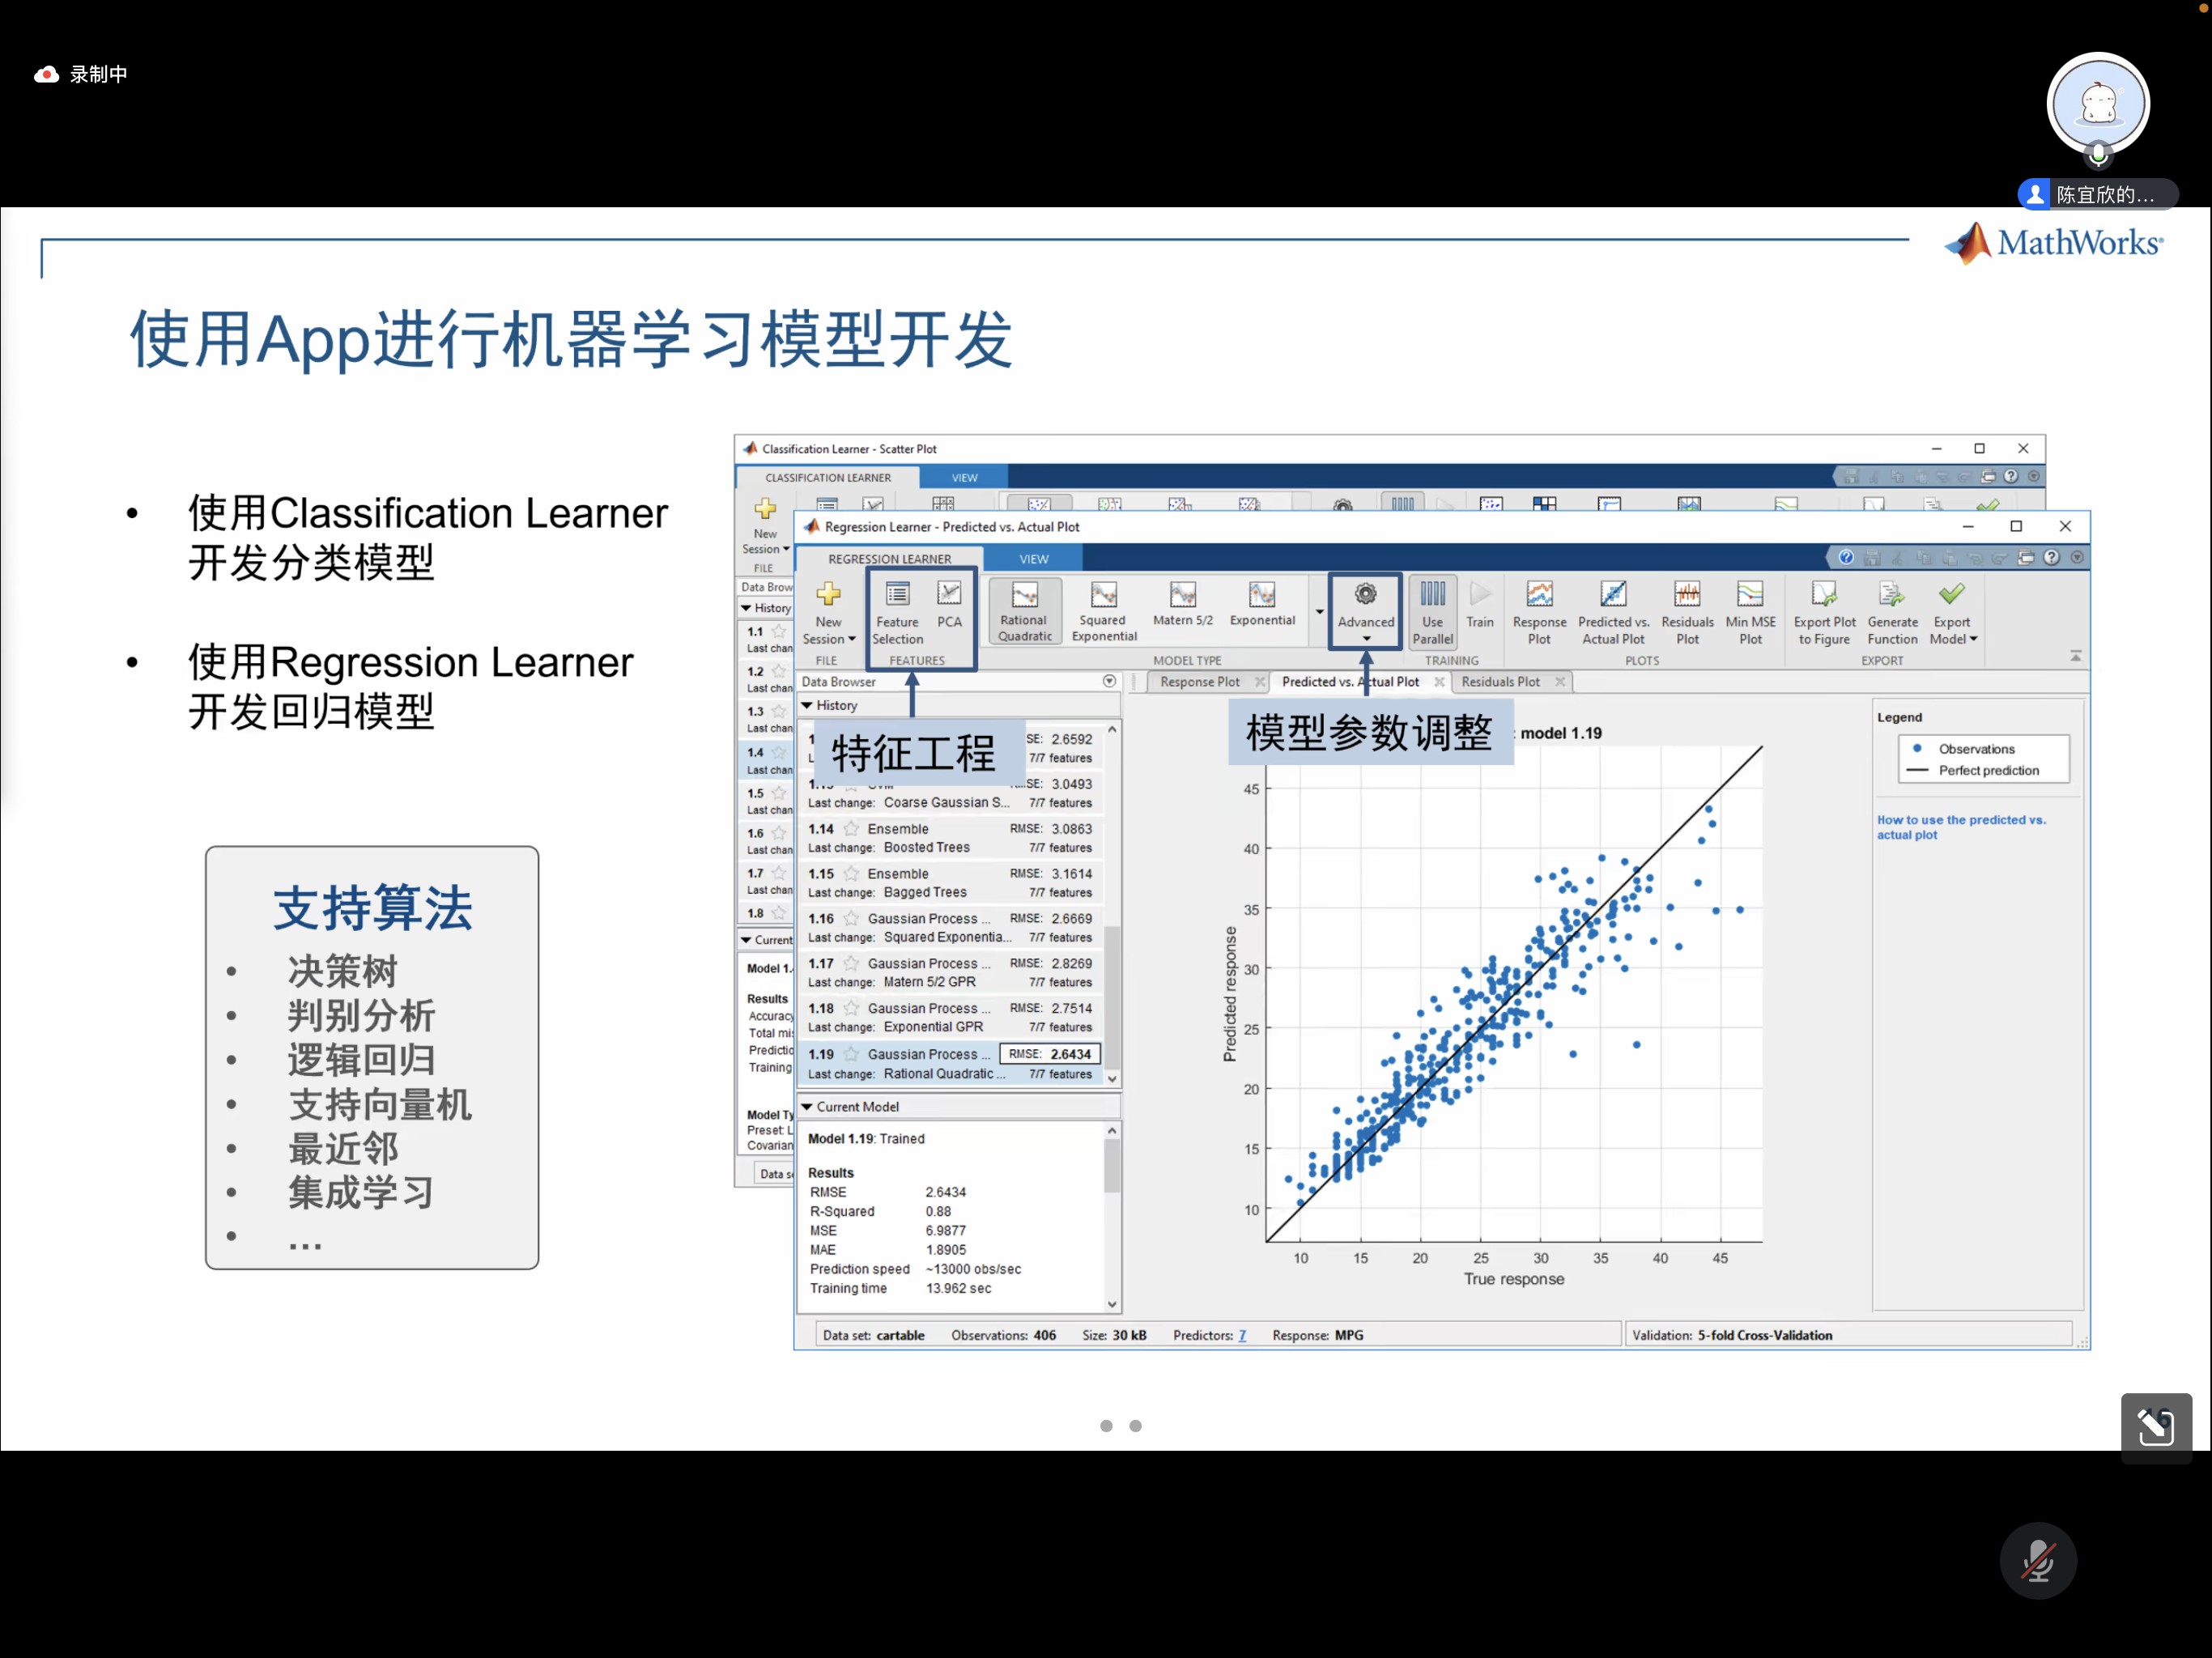 录制中
陈宜欣的...
MathWorks
使用App进行机器学习模型开发
• 使用Classification Learner
开发分类模型
• 使用Regression Learner
开发回归模型
支持算法
• 决策树
• 判别分析
• 逻辑回归
• 支持向量机
• 最近邻
• 集成学习
• ...
Classification Learner - Scatter Plot
CLASSIFICATION LEARNER VIEW
New
Session
FILE
Data Brow
History
1.1
Last chan
1.2
Last chan
1.3
Last chan
1.4
Last chan
1.5
Last chan
1.6
Last chan
1.7
Last chan
1.8
Current
Model 1.
Results
Accuracy
Total mis
Predictio
Training
Model Ty
Preset: L
Covarian
Data se
Regression Learner - Predicted vs. Actual Plot
REGRESSION LEARNER VIEW
New Session
Feature Selection
PCA
Rational Quadratic
Squared Exponential
Matern 5/2
Exponential
Advanced
Use Parallel
Train
Response Plot
Predicted vs. Actual Plot
Residuals Plot
Min MSE Plot
Export Plot to Figure
Generate Function
Export Model
FILE FEATURES MODEL TYPE TRAINING PLOTS EXPORT
Data Browser
Response Plot Predicted vs. Actual Plot Residuals Plot
History
特征工程
模型参数调整
SE: 2.6592
7/7 features
SE: 3.0493
Last change: Coarse Gaussian S... 7/7 features
1.14 Ensemble RMSE: 3.0863
Last change: Boosted Trees 7/7 features
1.15 Ensemble RMSE: 3.1614
Last change: Bagged Trees 7/7 features
1.16 Gaussian Process ... RMSE: 2.6669
Last change: Squared Exponentia... 7/7 features
1.17 Gaussian Process ... RMSE: 2.8269
Last change: Matern 5/2 GPR 7/7 features
1.18 Gaussian Process ... RMSE: 2.7514
Last change: Exponential GPR 7/7 features
1.19 Gaussian Process ... RMSE: 2.6434
Last change: Rational Quadratic ... 7/7 features
Current Model
Model 1.19: Trained
Results
RMSE 2.6434
R-Squared 0.88
MSE 6.9877
MAE 1.8905
Prediction speed ~13000 obs/sec
Training time 13.962 sec
: model 1.19
Predicted response
45
40
35
30
25
20
15
10
10 15 20 25 30 35 40 45
True response
Legend
Observations
Perfect prediction
How to use the predicted vs.
actual plot
Data set: cartable Observations: 406 Size: 30 kB Predictors: 7 Response: MPG Validation: 5-fold Cross-Validation